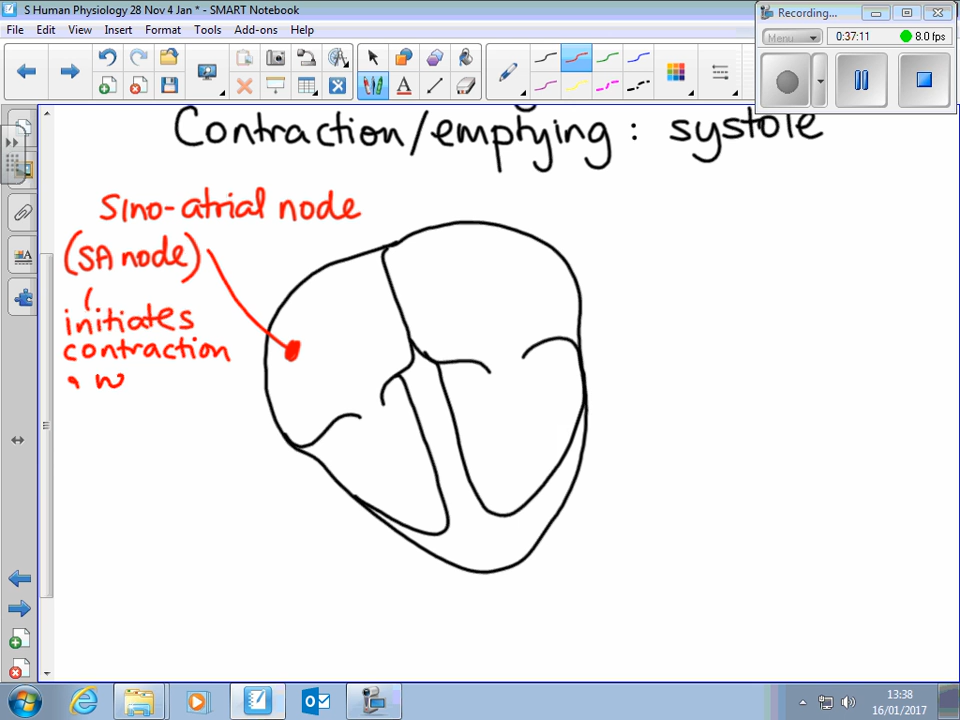 S Human Physiology 28 Nov 4 Jan * - SMART Notebook
File Edit View Insert Format Tools Add-ons Help
Recording...
Menu 0:37:11 8.0 fps
Contraction/emptying : systole
Sino-atrial node
(SA node)
initiates
contraction
13:38
16/01/2017